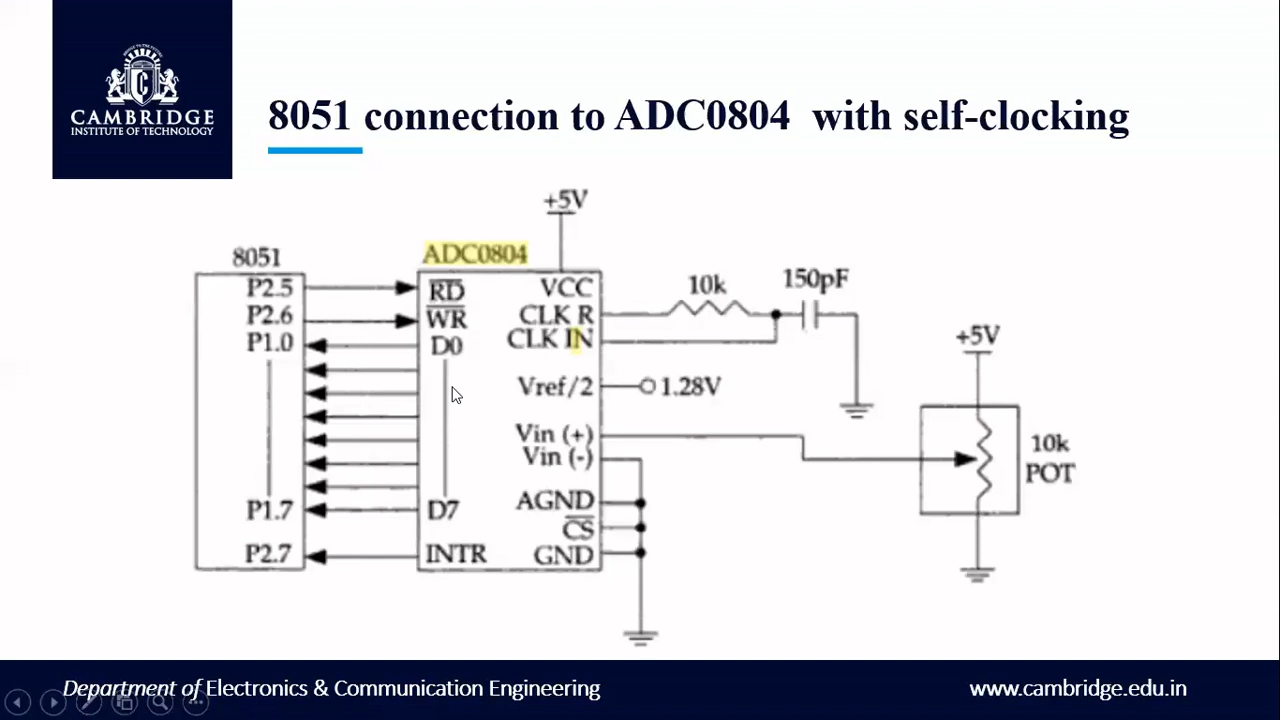 CAMBRIDGE
INSTITUTE OF TECHNOLOGY
8051 connection to ADC0804 with self-clocking
+5V
8051
ADC0804
P2.5
RD
VCC
10k
150pF
P2.6
WR
CLK R
P1.0
D0
CLK IN
+5V
Vref/2
1.28V
Vin (+)
Vin (-)
10k
POT
P1.7
D7
AGND
CS
P2.7
INTR
GND
Department of Electronics & Communication Engineering
www.cambridge.edu.in